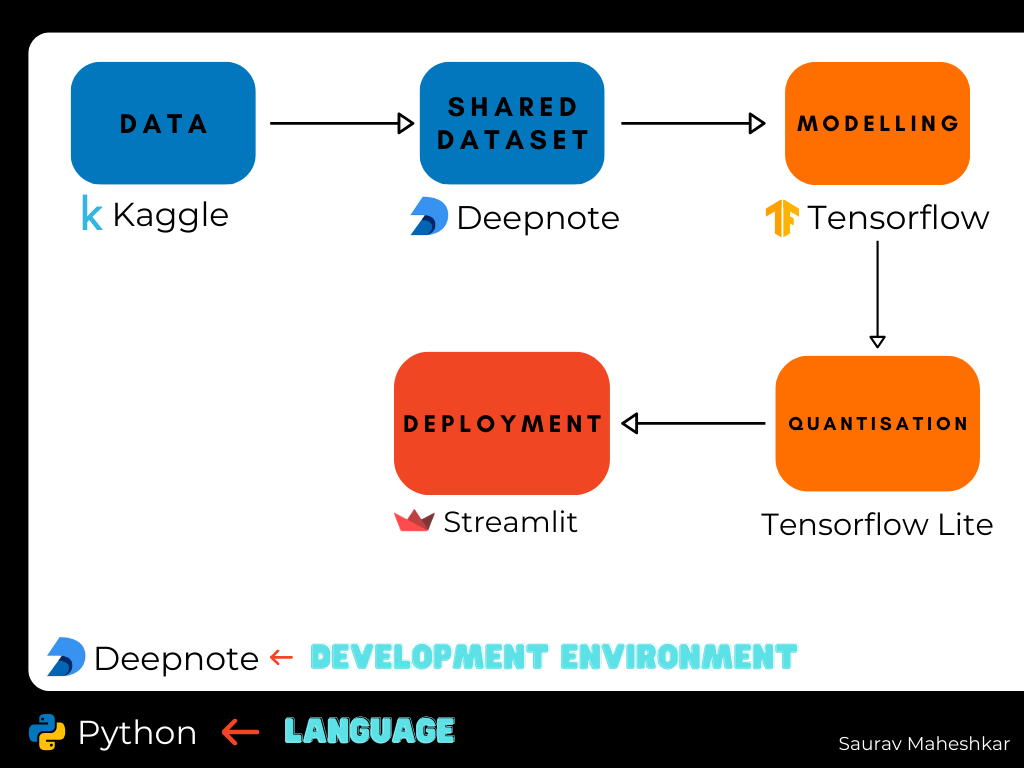 DATA
SHARED
DATASET
MODELLING
k Kaggle
Deepnote
Tensorflow
DEPLOYMENT
QUANTISATION
Streamlit
Tensorflow Lite
Deepnote ← DEVELOPMENT ENVIRONMENT
Python ← LANGUAGE
Saurav Maheshkar